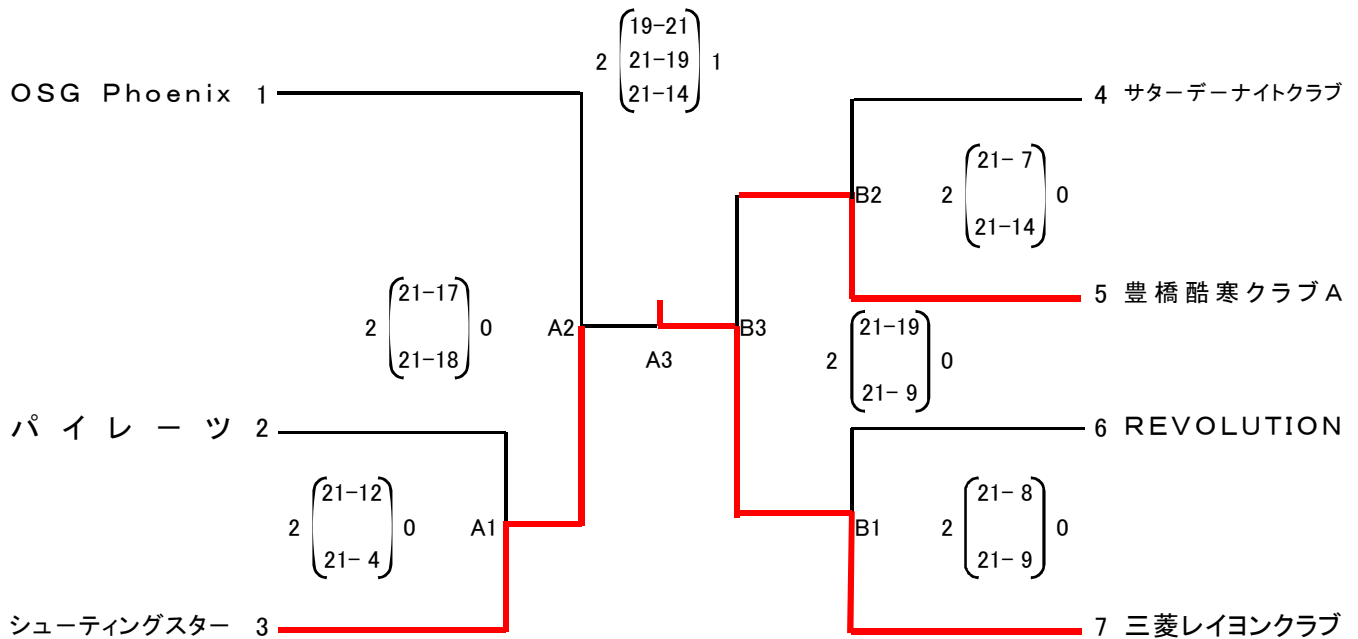 19-21
2 21-19 1
21-14
OSG Phoenix 1
4 サターデーナイトクラブ
21- 7
B2 2 0
21-14
21-17
5 豊橋酷寒クラブA
A2 2 0
21-18
B3
21-19
2 0
21- 9
A3
パイレーツ 2
6 REVOLUTION
21-12
2 0
21- 4
A1
21- 8
B1 2 0
21- 9
シューティングスター 3
7 三菱レイヨンクラブ